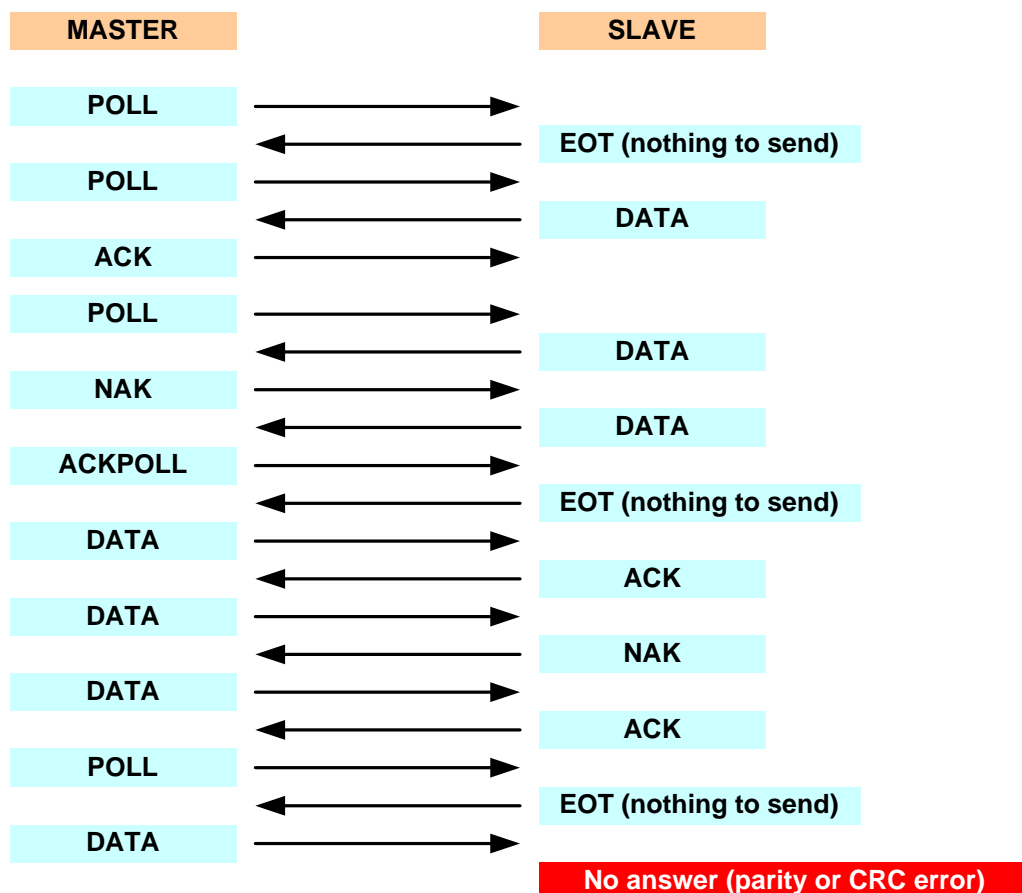 MASTER SLAVE
POLL
EOT (nothing to send)
POLL
DATA
ACK
POLL
DATA
NAK
DATA
ACKPOLL
EOT (nothing to send)
DATA
ACK
DATA
NAK
DATA
ACK
POLL
EOT (nothing to send)
DATA
No answer (parity or CRC error)